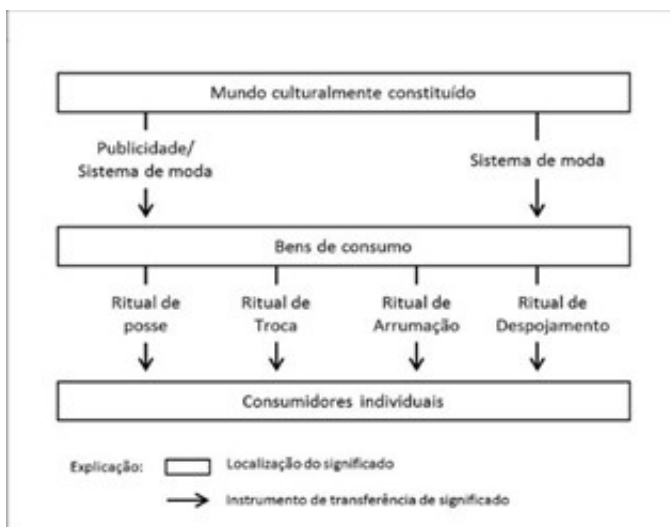 Mundo culturalmente constituído
Publicidade/
Sistema de moda
Sistema de moda
Bens de consumo
Ritual de
posse
Ritual de
Troca
Ritual de
Arrumação
Ritual de
Despojamento
Consumidores individuais
Explicação:
Localização do significado
Instrumento de transferência de significado